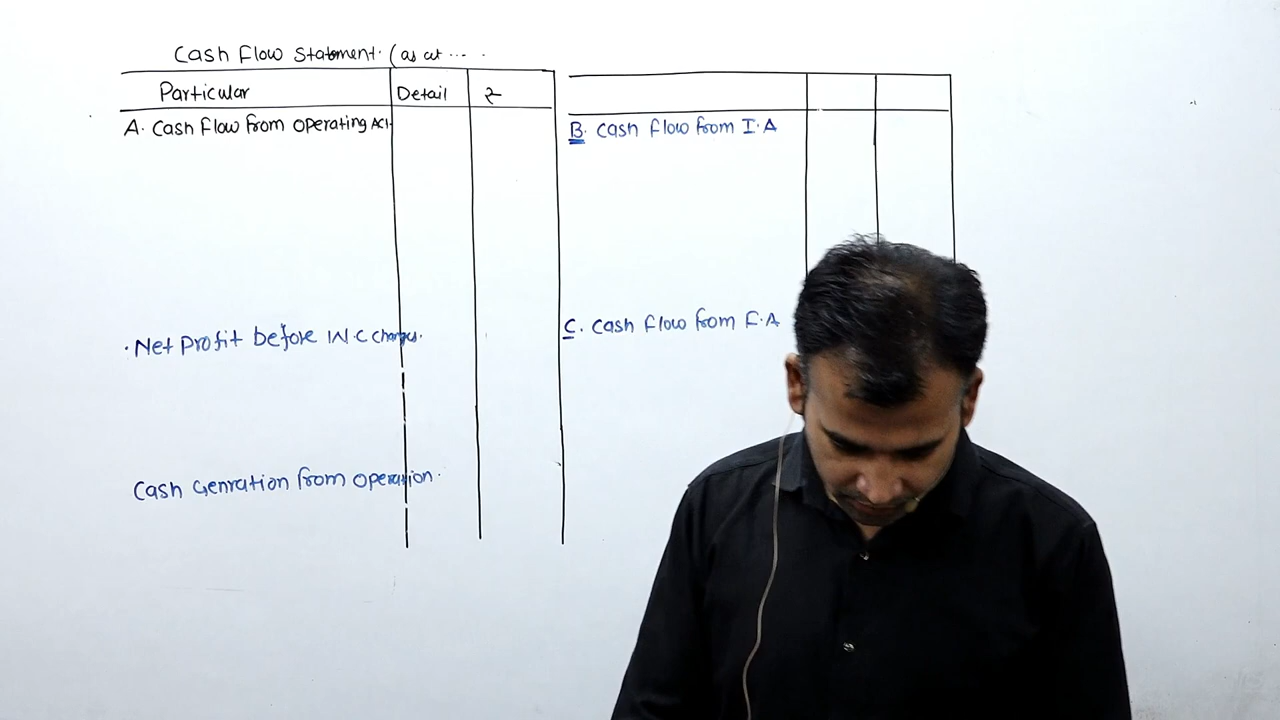 Cash Flow Statement. (as at .... .
Particular Detail ₹
A. Cash Flow from Operating Act.
. Net Profit before W.C Changes.
Cash Genration from Operation.
B. Cash Flow from I.A
C. Cash Flow from F.A